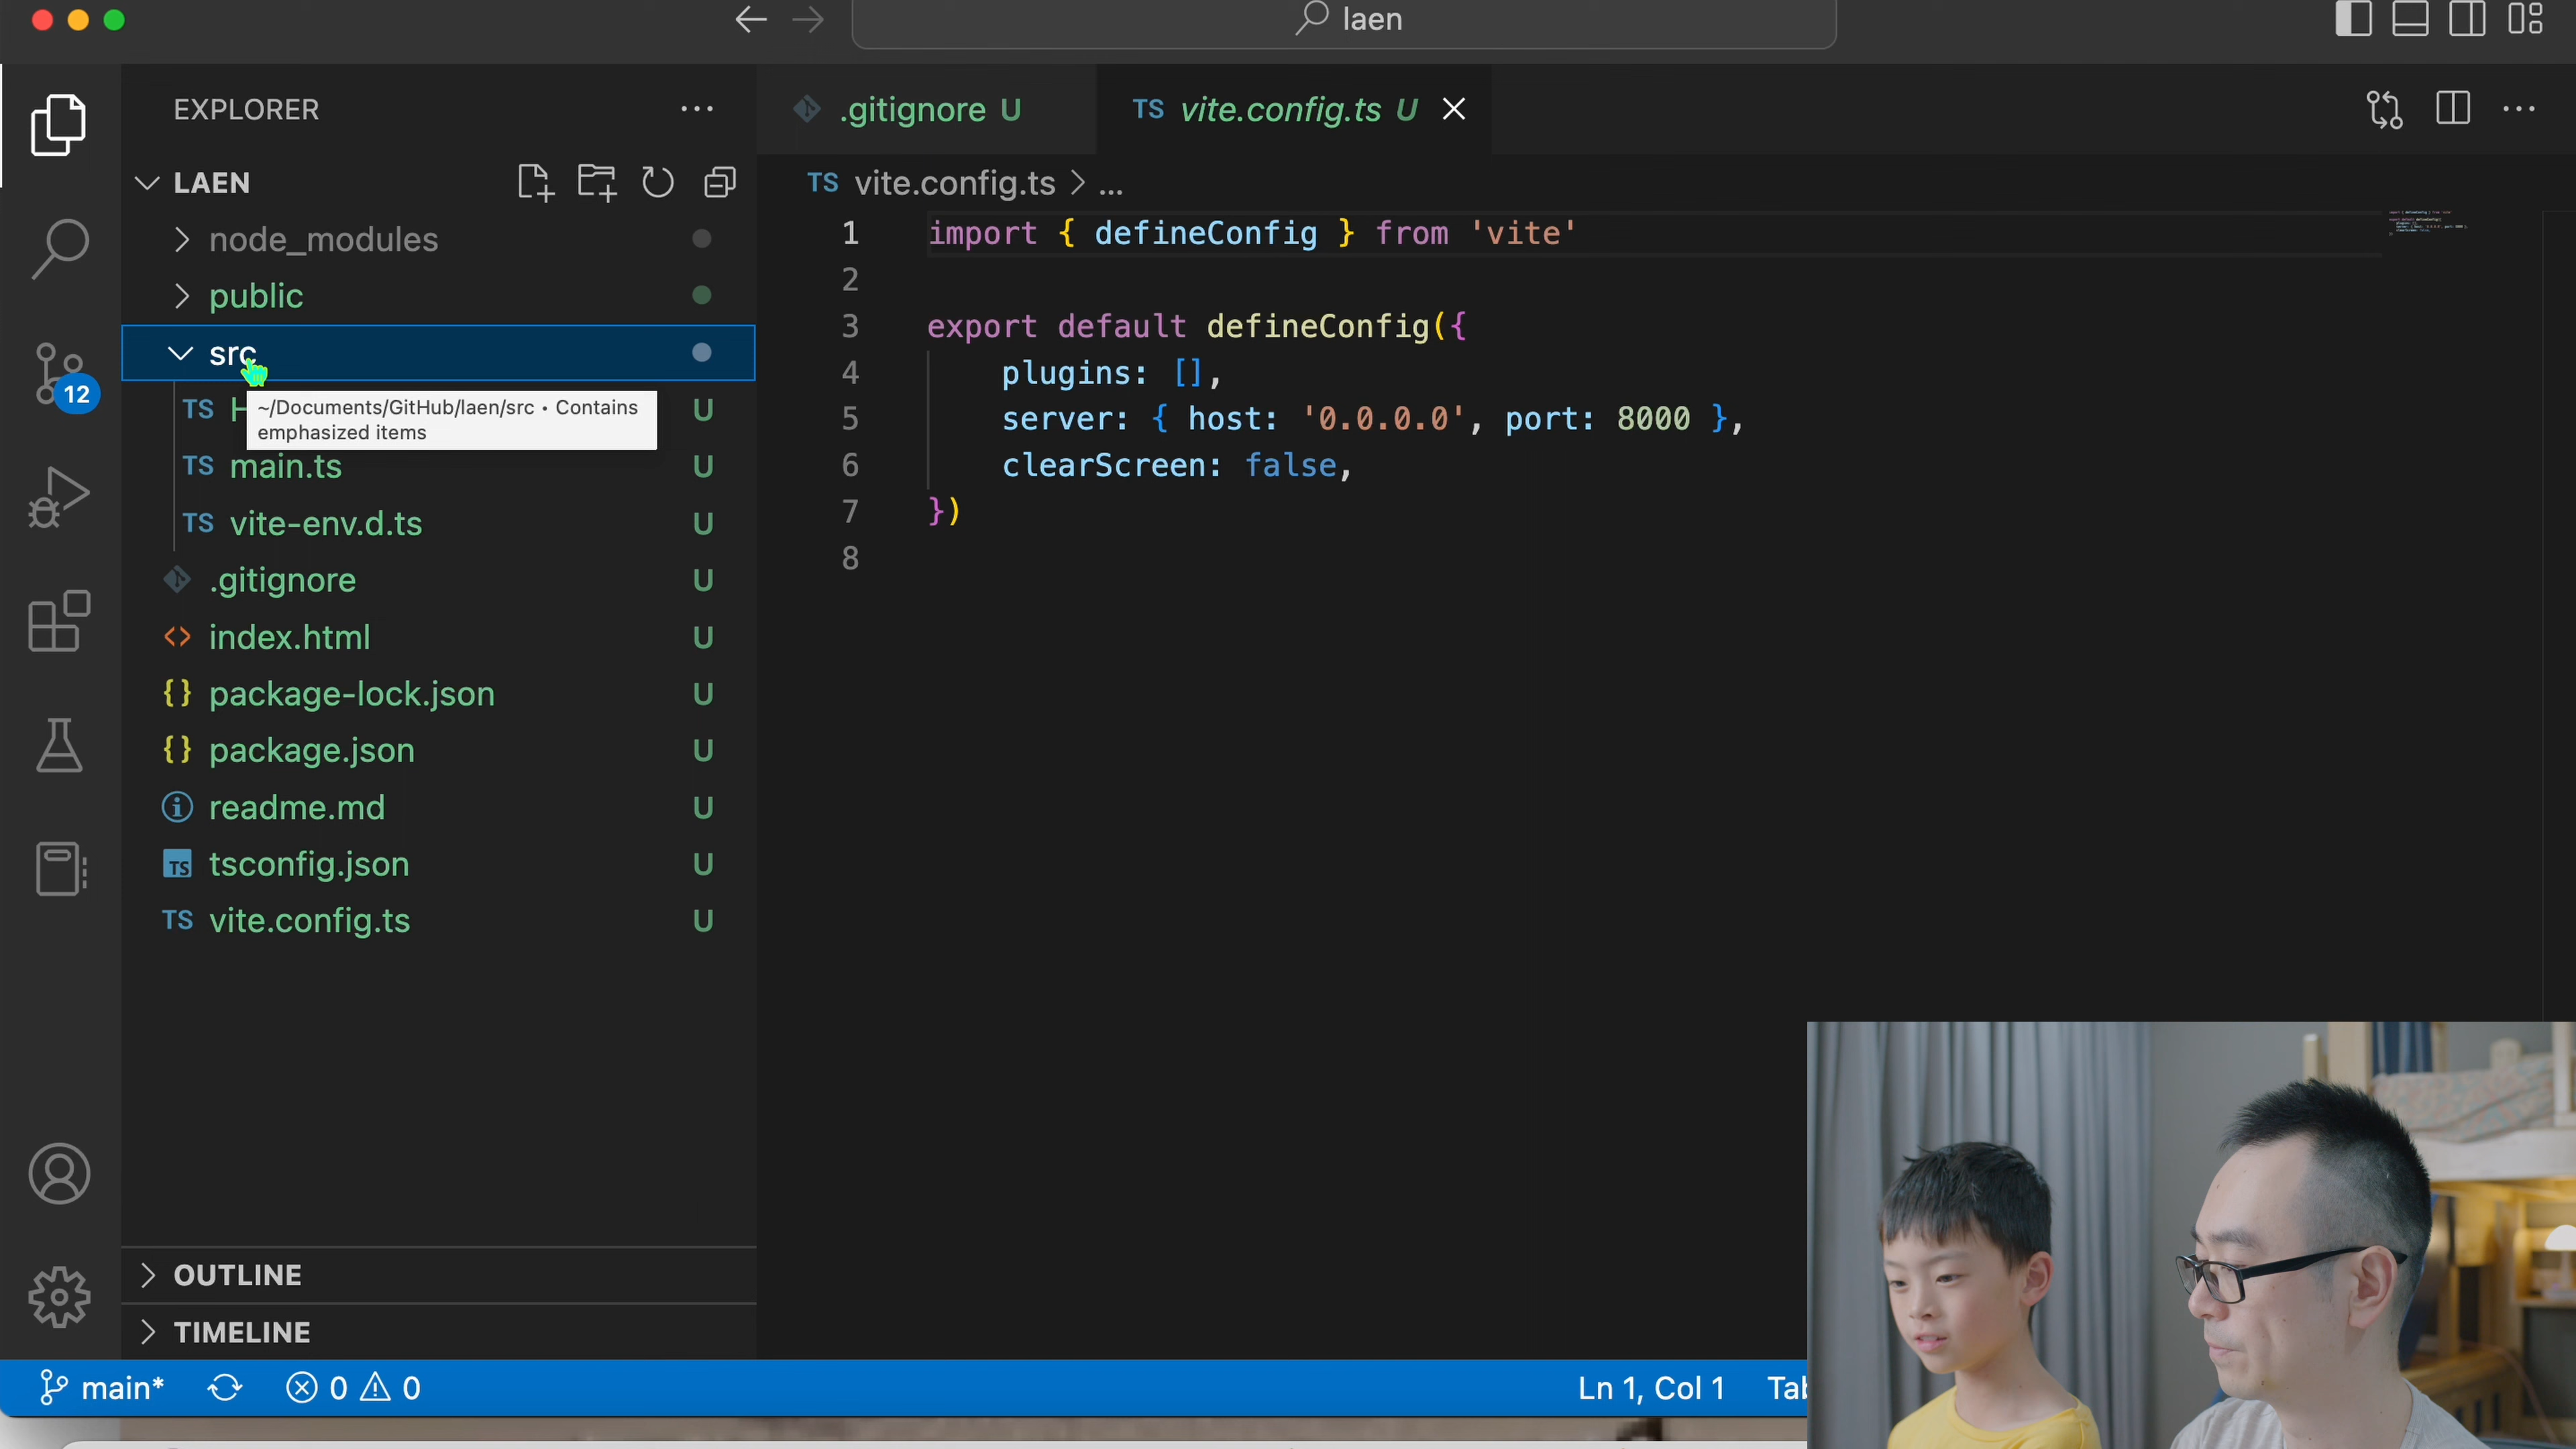 laen
EXPLORER
LAEN
node_modules
public
src
~/Documents/GitHub/laen/src • Contains
emphasized items
TS H U
TS main.ts U
TS vite-env.d.ts U
.gitignore U
<> index.html U
{} package-lock.json U
{} package.json U
readme.md U
TS tsconfig.json U
TS vite.config.ts U
OUTLINE
TIMELINE
12
.gitignore U
TS vite.config.ts U
TS vite.config.ts > ...
1 import { defineConfig } from 'vite'
2
3 export default defineConfig({
4 plugins: [],
5 server: { host: '0.0.0.0', port: 8000 },
6 clearScreen: false,
7 })
8
main* 0 0
Ln 1, Col 1 Tab